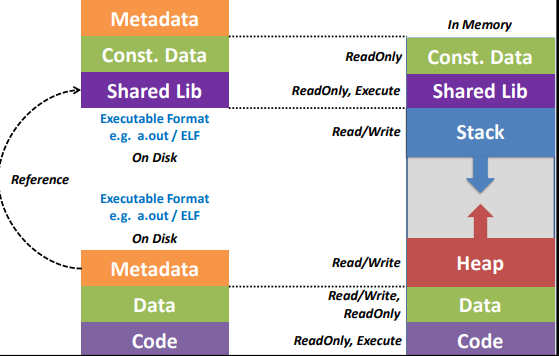 Metadata
Const. Data
Shared Lib
Executable Format
e.g. a.out / ELF
On Disk
Reference
Executable Format
e.g. a.out / ELF
On Disk
Metadata
Data
Code
ReadOnly
ReadOnly, Execute
Read/Write
Read/Write
Read/Write,
ReadOnly
ReadOnly, Execute
In Memory
Const. Data
Shared Lib
Stack
Heap
Data
Code